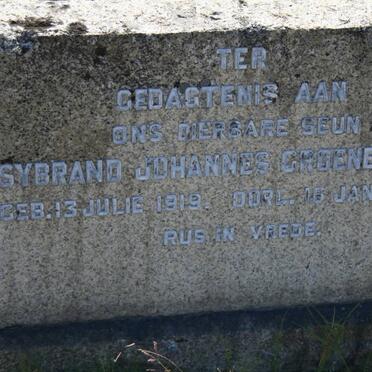 TER
GEDAGTENIS AAN
ONS DIERBARE SEUN
SYBRAND JOHANNES GROENE
GEB. 13 JULIE 1919. OORL. 16 JAN
RUS IN VREDE.